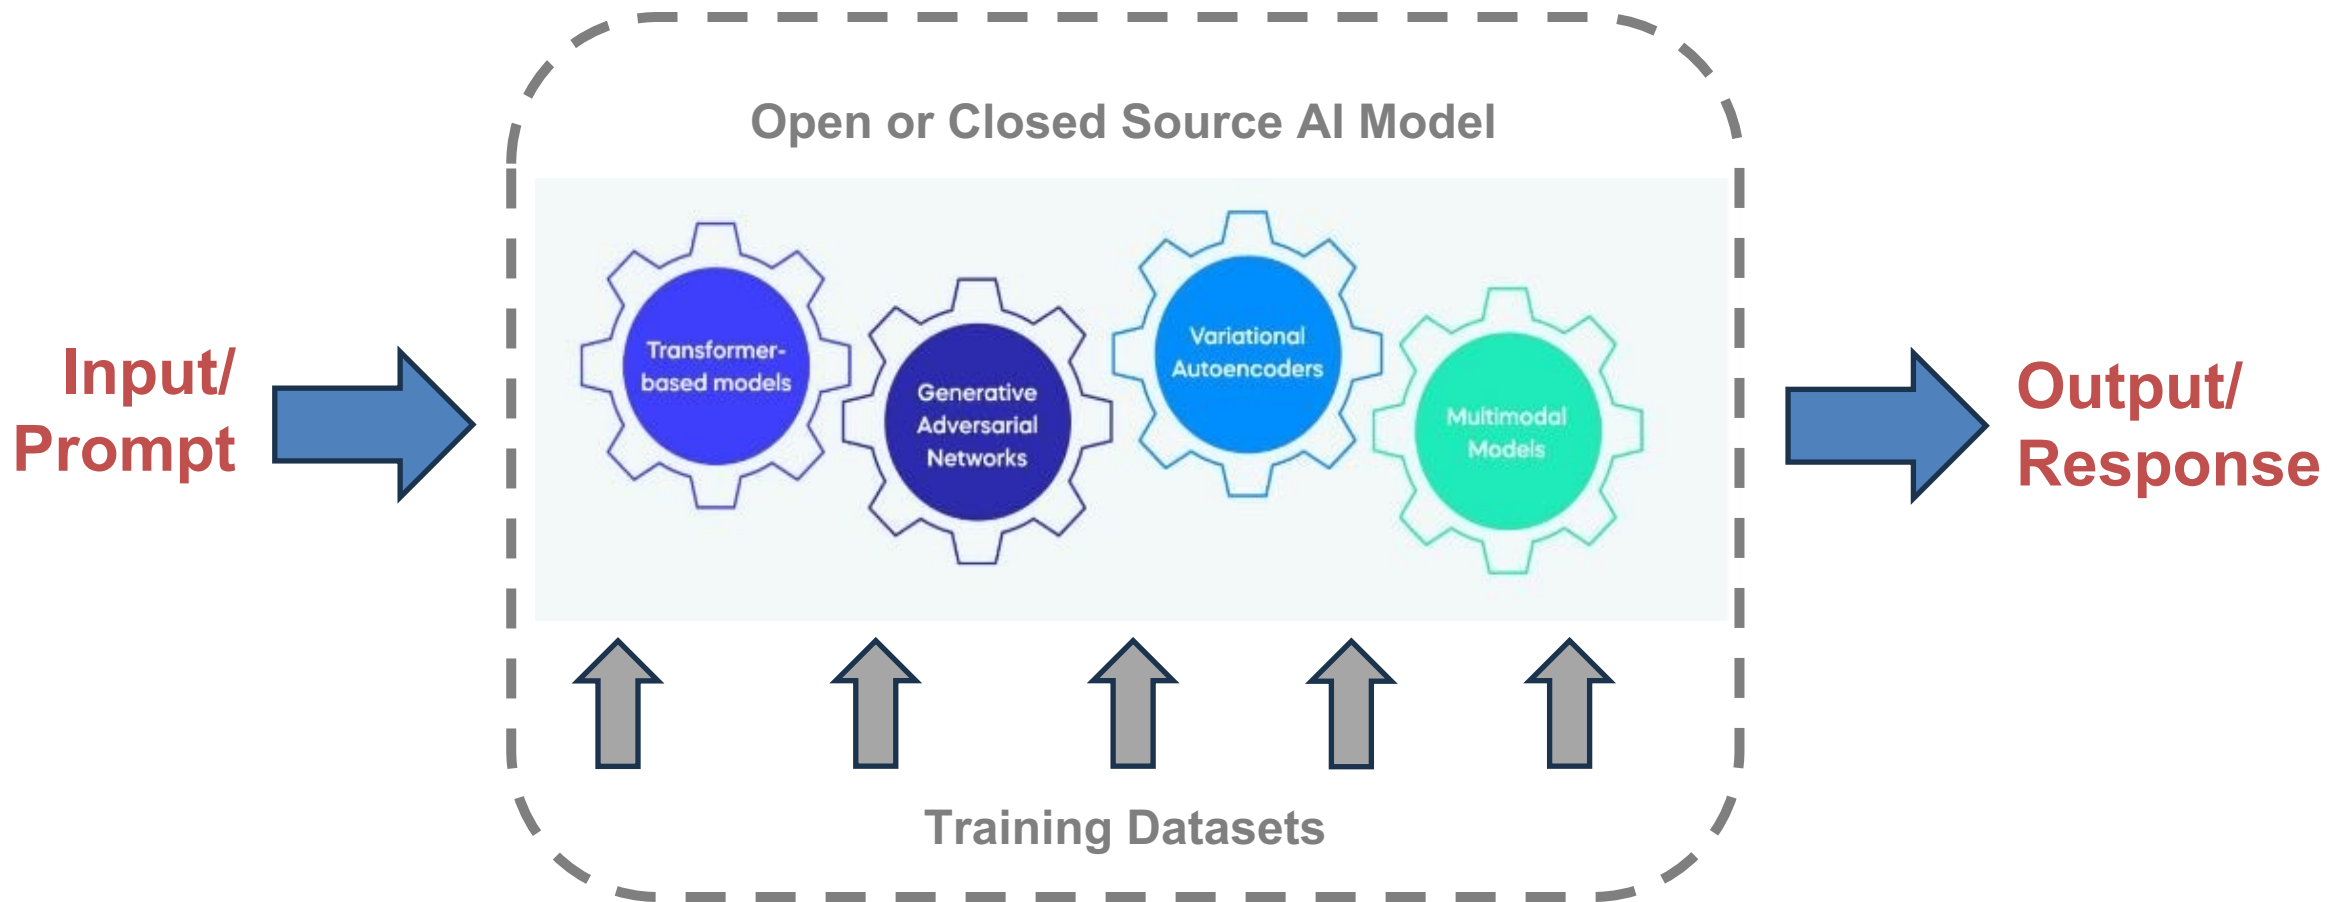 Open or Closed Source AI Model
Input/
Prompt
Transformer-
based models
Generative
Adversarial
Networks
Variational
Autoencoders
Multimodal
Models
Output/
Response
Training Datasets